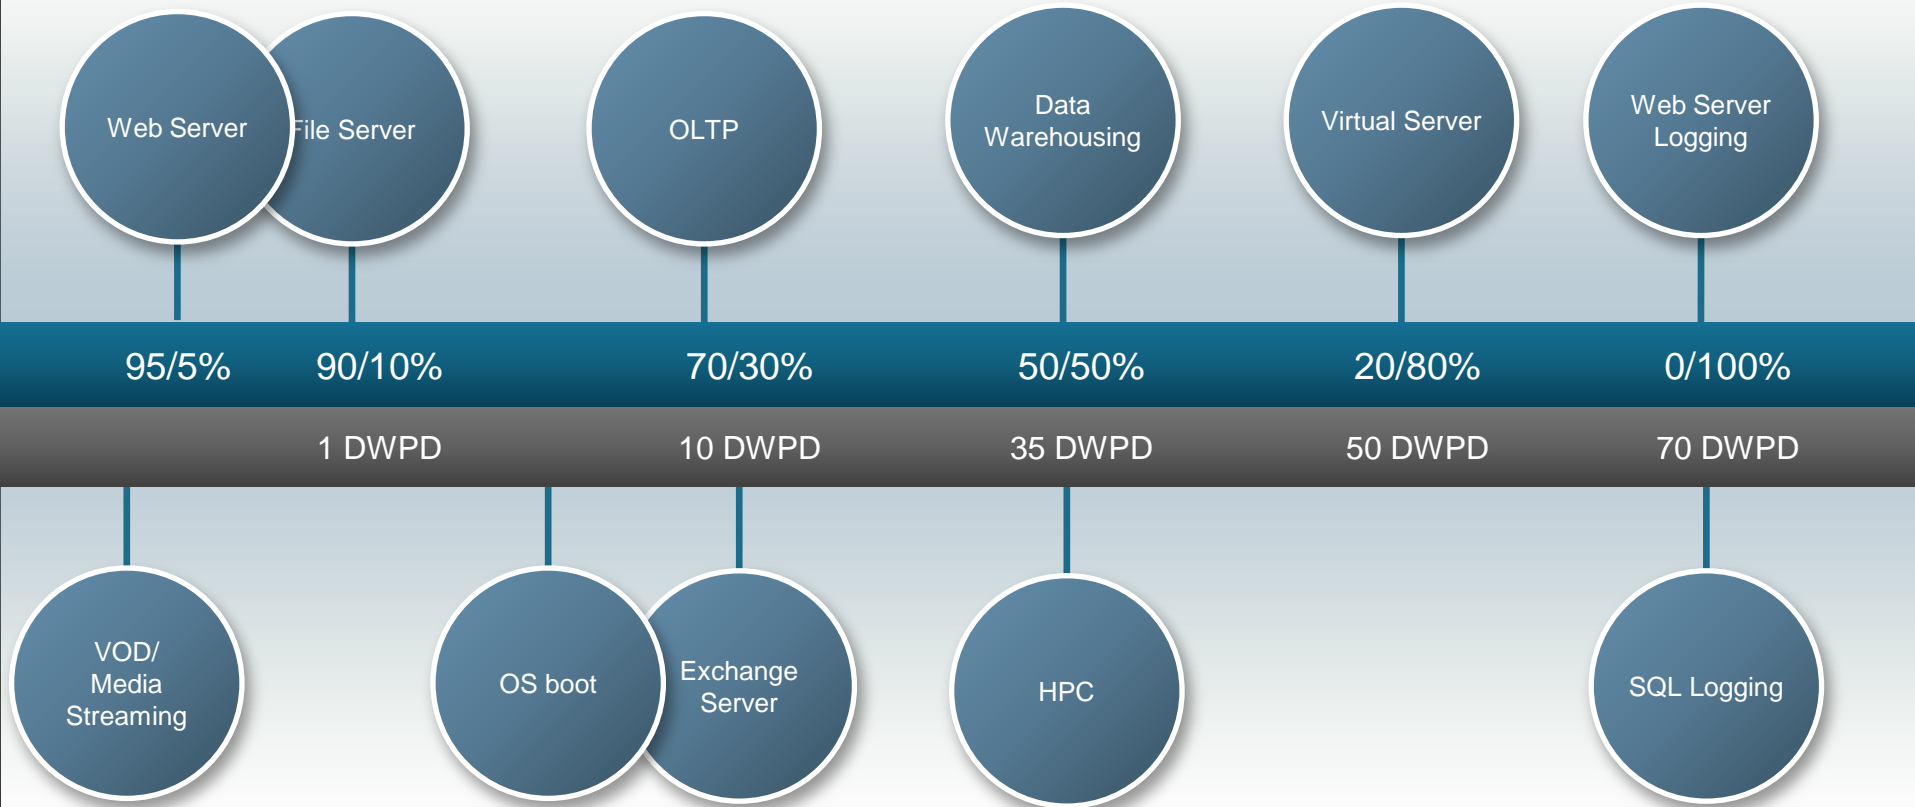 Web Server
File Server
OLTP
Data
Warehousing
Virtual Server
Web Server
Logging
95/5%
90/10%
70/30%
50/50%
20/80%
0/100%
1 DWPD
10 DWPD
35 DWPD
50 DWPD
70 DWPD
VOD/
Media
Streaming
OS boot
Exchange
Server
HPC
SQL Logging